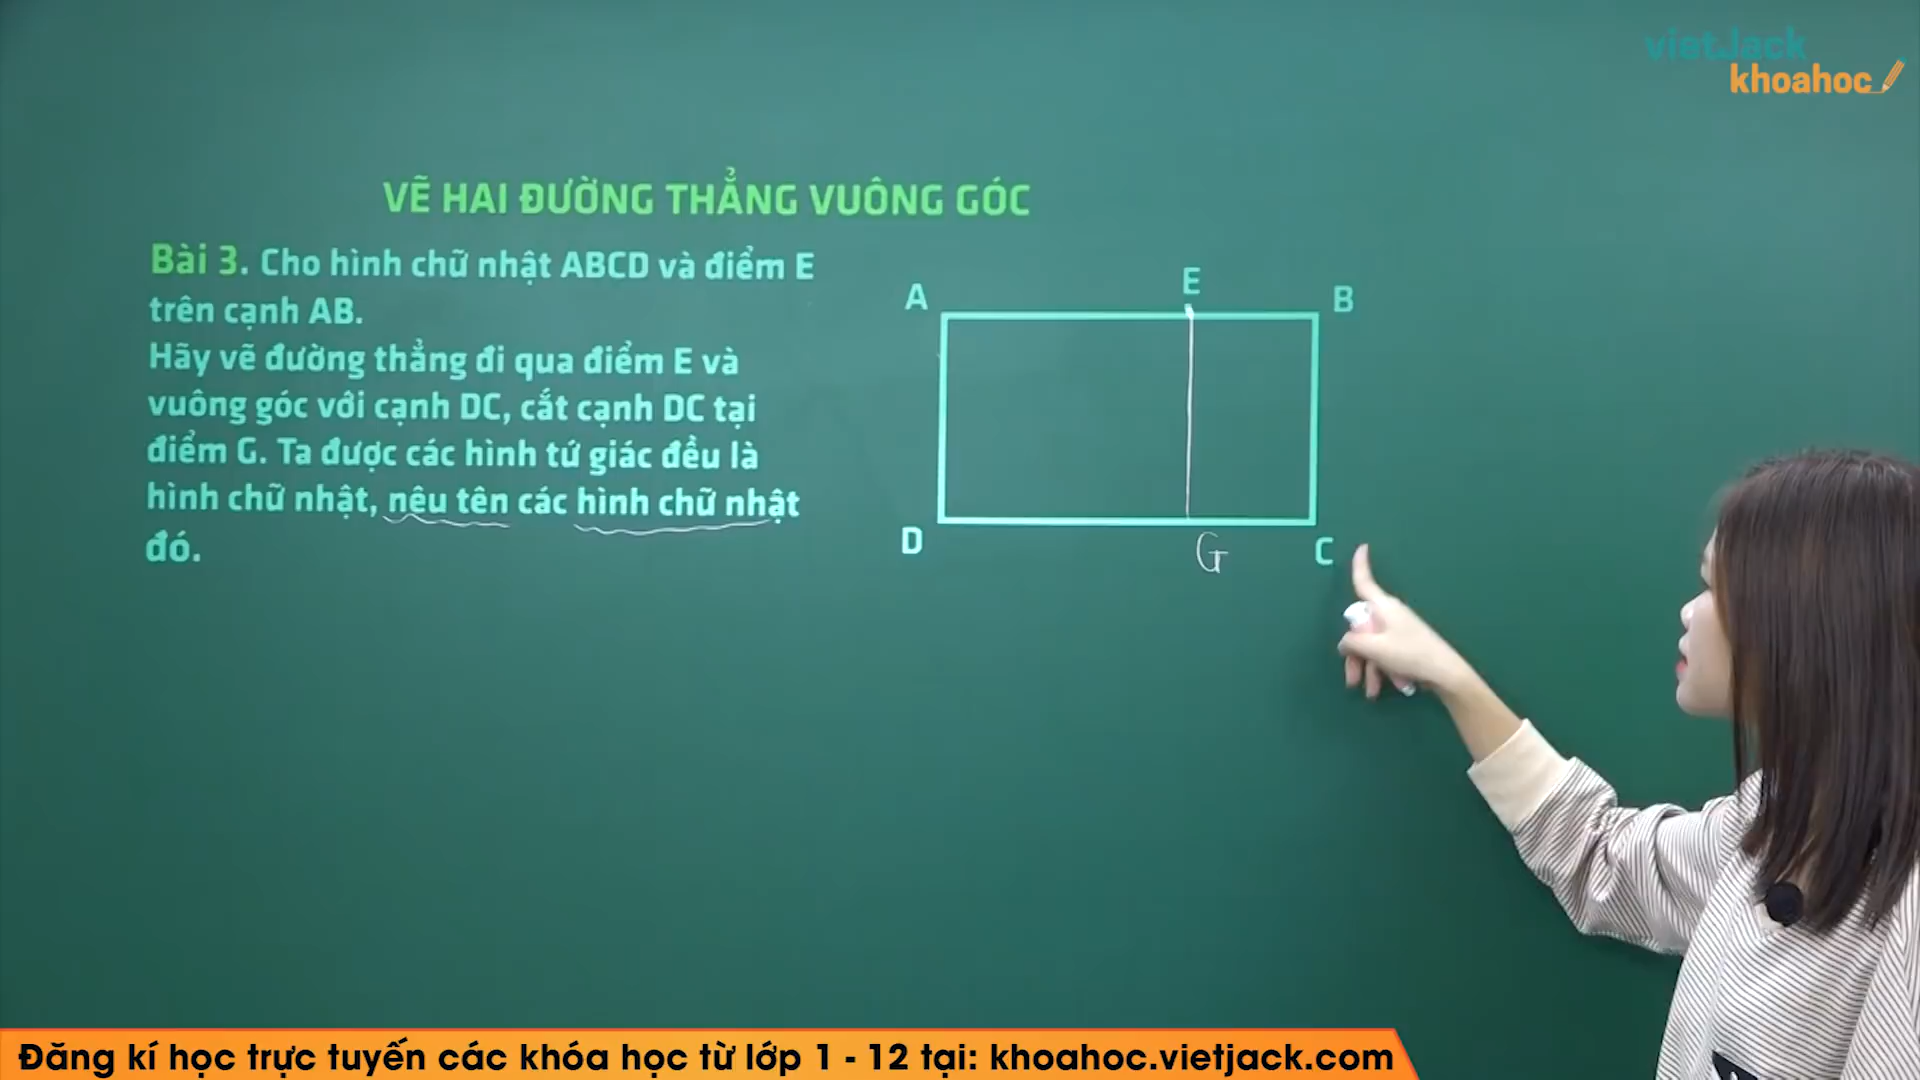 vietJack
khoahoc
VẼ HAI ĐƯỜNG THẲNG VUÔNG GÓC
Bài 3. Cho hình chữ nhật ABCD và điểm E
trên cạnh AB.
Hãy vẽ đường thẳng đi qua điểm E và
vuông góc với cạnh DC, cắt cạnh DC tại
điểm G. Ta được các hình tứ giác đều là
hình chữ nhật, nêu tên các hình chữ nhật
đó.
A
E
B
D
G
C
Đăng kí học trực tuyến các khóa học từ lớp 1 - 12 tại: khoahoc.vietjack.com